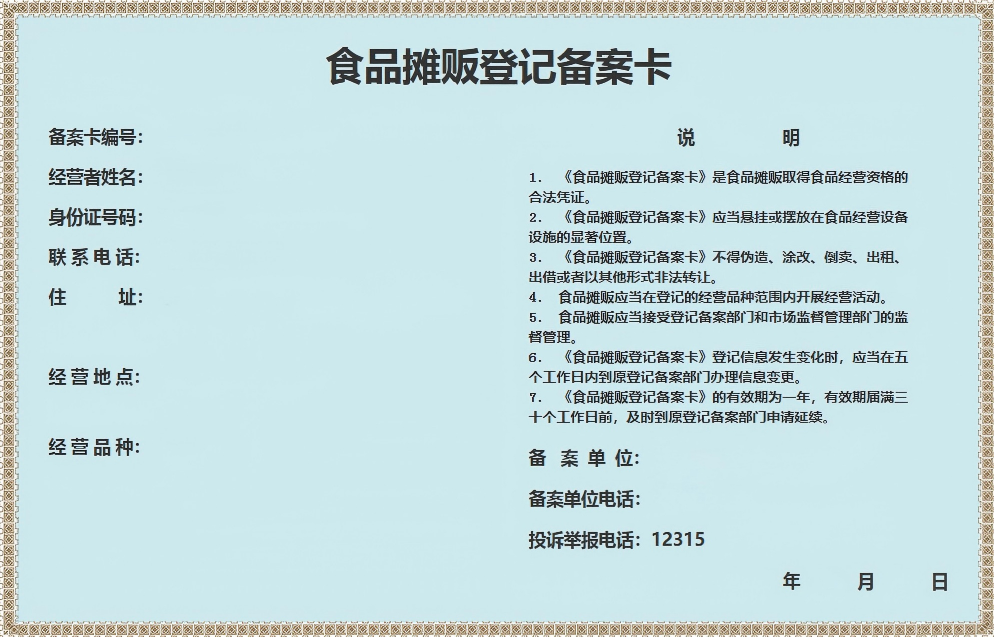 食品摊贩登记备案卡
备案卡编号：
经营者姓名：
身份证号码：
联系电话：
住 址：
经营地点：
经营品种：
说 明
1. 《食品摊贩登记备案卡》是食品摊贩取得食品经营资格的
合法凭证。
2. 《食品摊贩登记备案卡》应当悬挂或摆放在食品经营设备
设施的显著位置。
3. 《食品摊贩登记备案卡》不得伪造、涂改、倒卖、出租、
出借或者以其他形式非法转让。
4. 食品摊贩应当在登记的经营品种范围内开展经营活动。
5. 食品摊贩应当接受登记备案部门和市场监督管理部门的监
督管理。
6. 《食品摊贩登记备案卡》登记信息发生变化时，应当在五
个工作日内到原登记备案部门办理信息变更。
7. 《食品摊贩登记备案卡》的有效期为一年，有效期届满三
十个工作日前，及时到原登记备案部门申请延续。
备 案 单 位：
备案单位电话：
投诉举报电话：12315
年 月 日